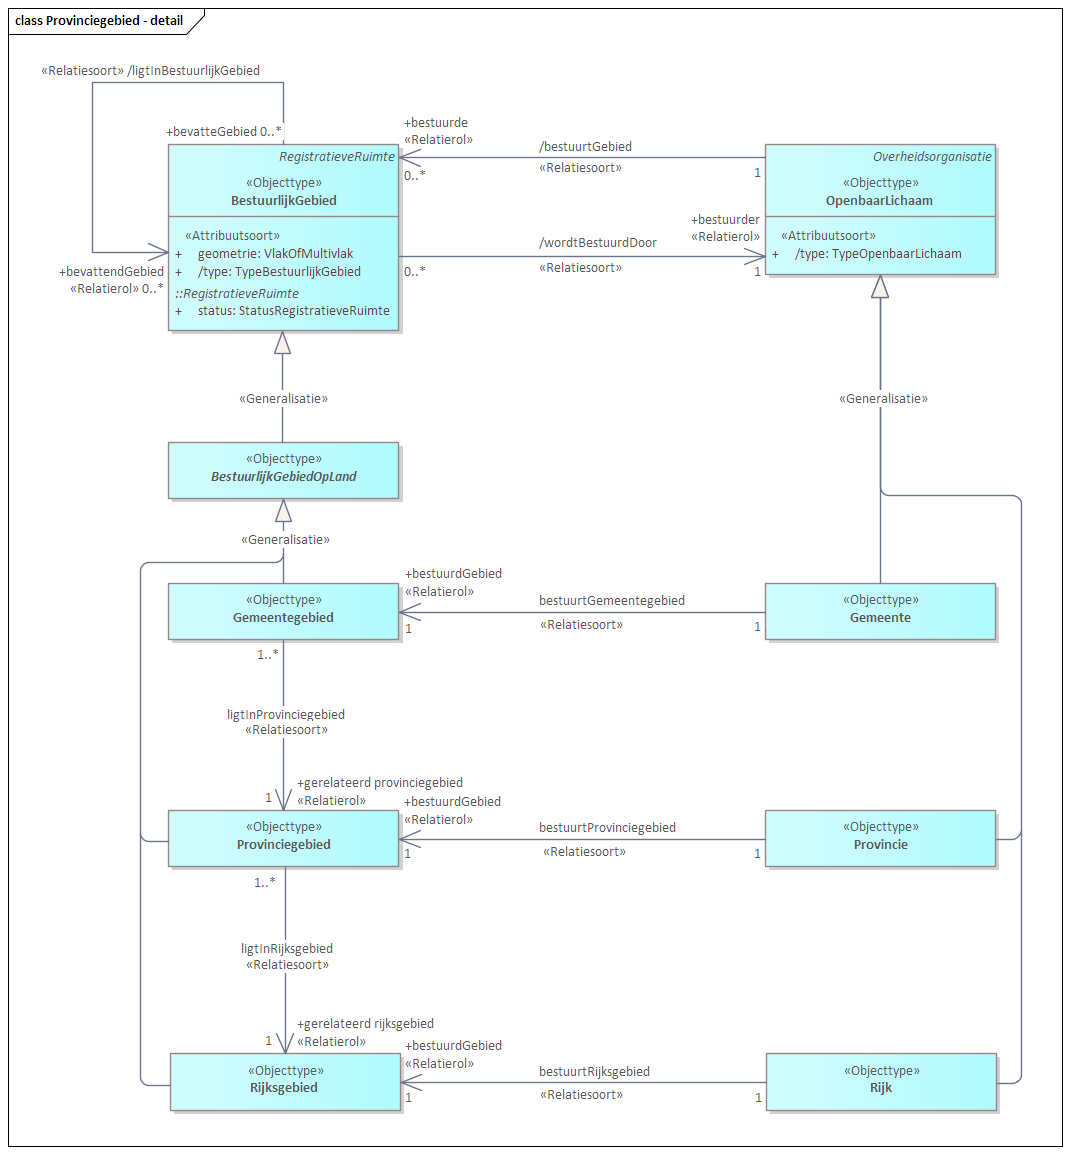 class Provinciegebied - detail
«Relatiesoort» /ligtInBestuurlijkGebied
+bevatteGebied 0..*
+bestuurde
«Relatierol»
0..*
/bestuurtGebied
«Relatiesoort»
1
RegistratieveRuimte
«Objecttype»
BestuurlijkGebied
«Attribuutsoort»
+ geometrie: VlakOfMultivlak
+ /type: TypeBestuurlijkGebied
::RegistratieveRuimte
+ status: StatusRegistratieveRuimte
Overheidsorganisatie
«Objecttype»
OpenbaarLichaam
«Attribuutsoort»
+ /type: TypeOpenbaarLichaam
+bestuurder
«Relatierol»
/wordtBestuurdDoor
«Relatiesoort»
0..*
1
+bevattendGebied
«Relatierol» 0..*
«Generalisatie»
«Generalisatie»
«Objecttype»
BestuurlijkGebiedOpLand
«Generalisatie»
+bestuurdGebied
«Relatierol»
1
bestuurtGemeentegebied
«Relatiesoort»
1
«Objecttype»
Gemeentegebied
«Objecttype»
Gemeente
1..*
ligtInProvinciegebied
«Relatiesoort»
+gerelateerd provinciegebied
«Relatierol»
1
+bestuurdGebied
«Relatierol»
1
bestuurtProvinciegebied
«Relatiesoort»
1
«Objecttype»
Provinciegebied
«Objecttype»
Provincie
1..*
ligtInRijksgebied
«Relatiesoort»
+gerelateerd rijksgebied
«Relatierol»
1
+bestuurdGebied
«Relatierol»
1
bestuurtRijksgebied
«Relatiesoort»
1
«Objecttype»
Rijksgebied
«Objecttype»
Rijk